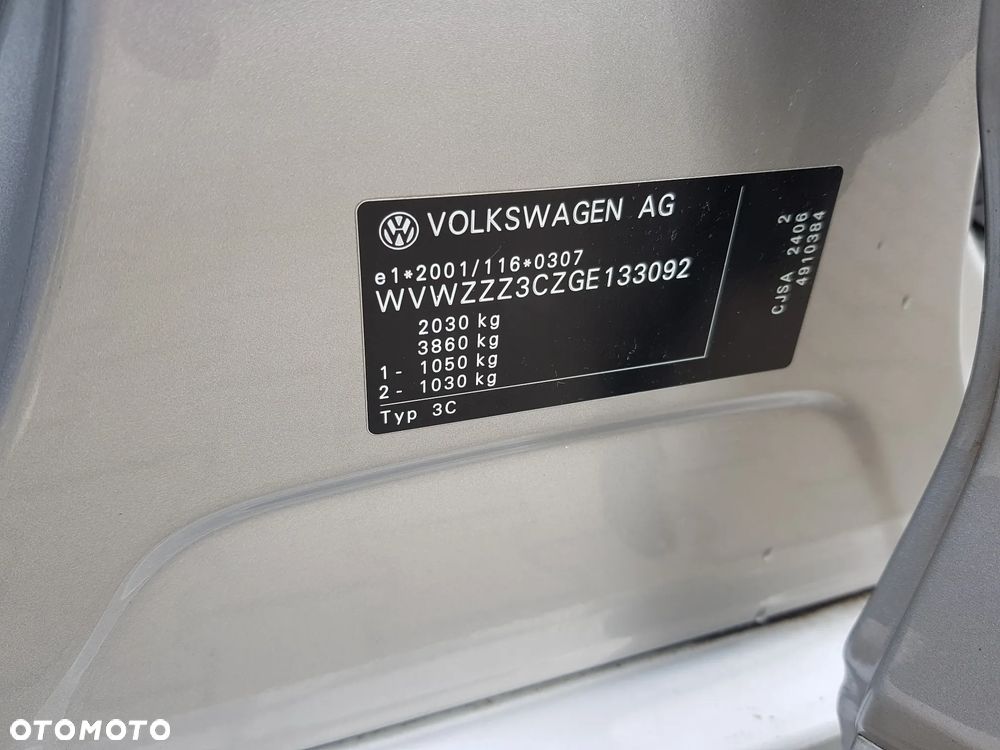 VOLKSWAGEN AG
e1*2001/116*0307
WVWZZZ3CZGE133092
2030 kg
3860 kg
1- 1050 kg
2- 1030 kg
Typ 3C
2
CJSA 2406
4910384
OTOMOTO